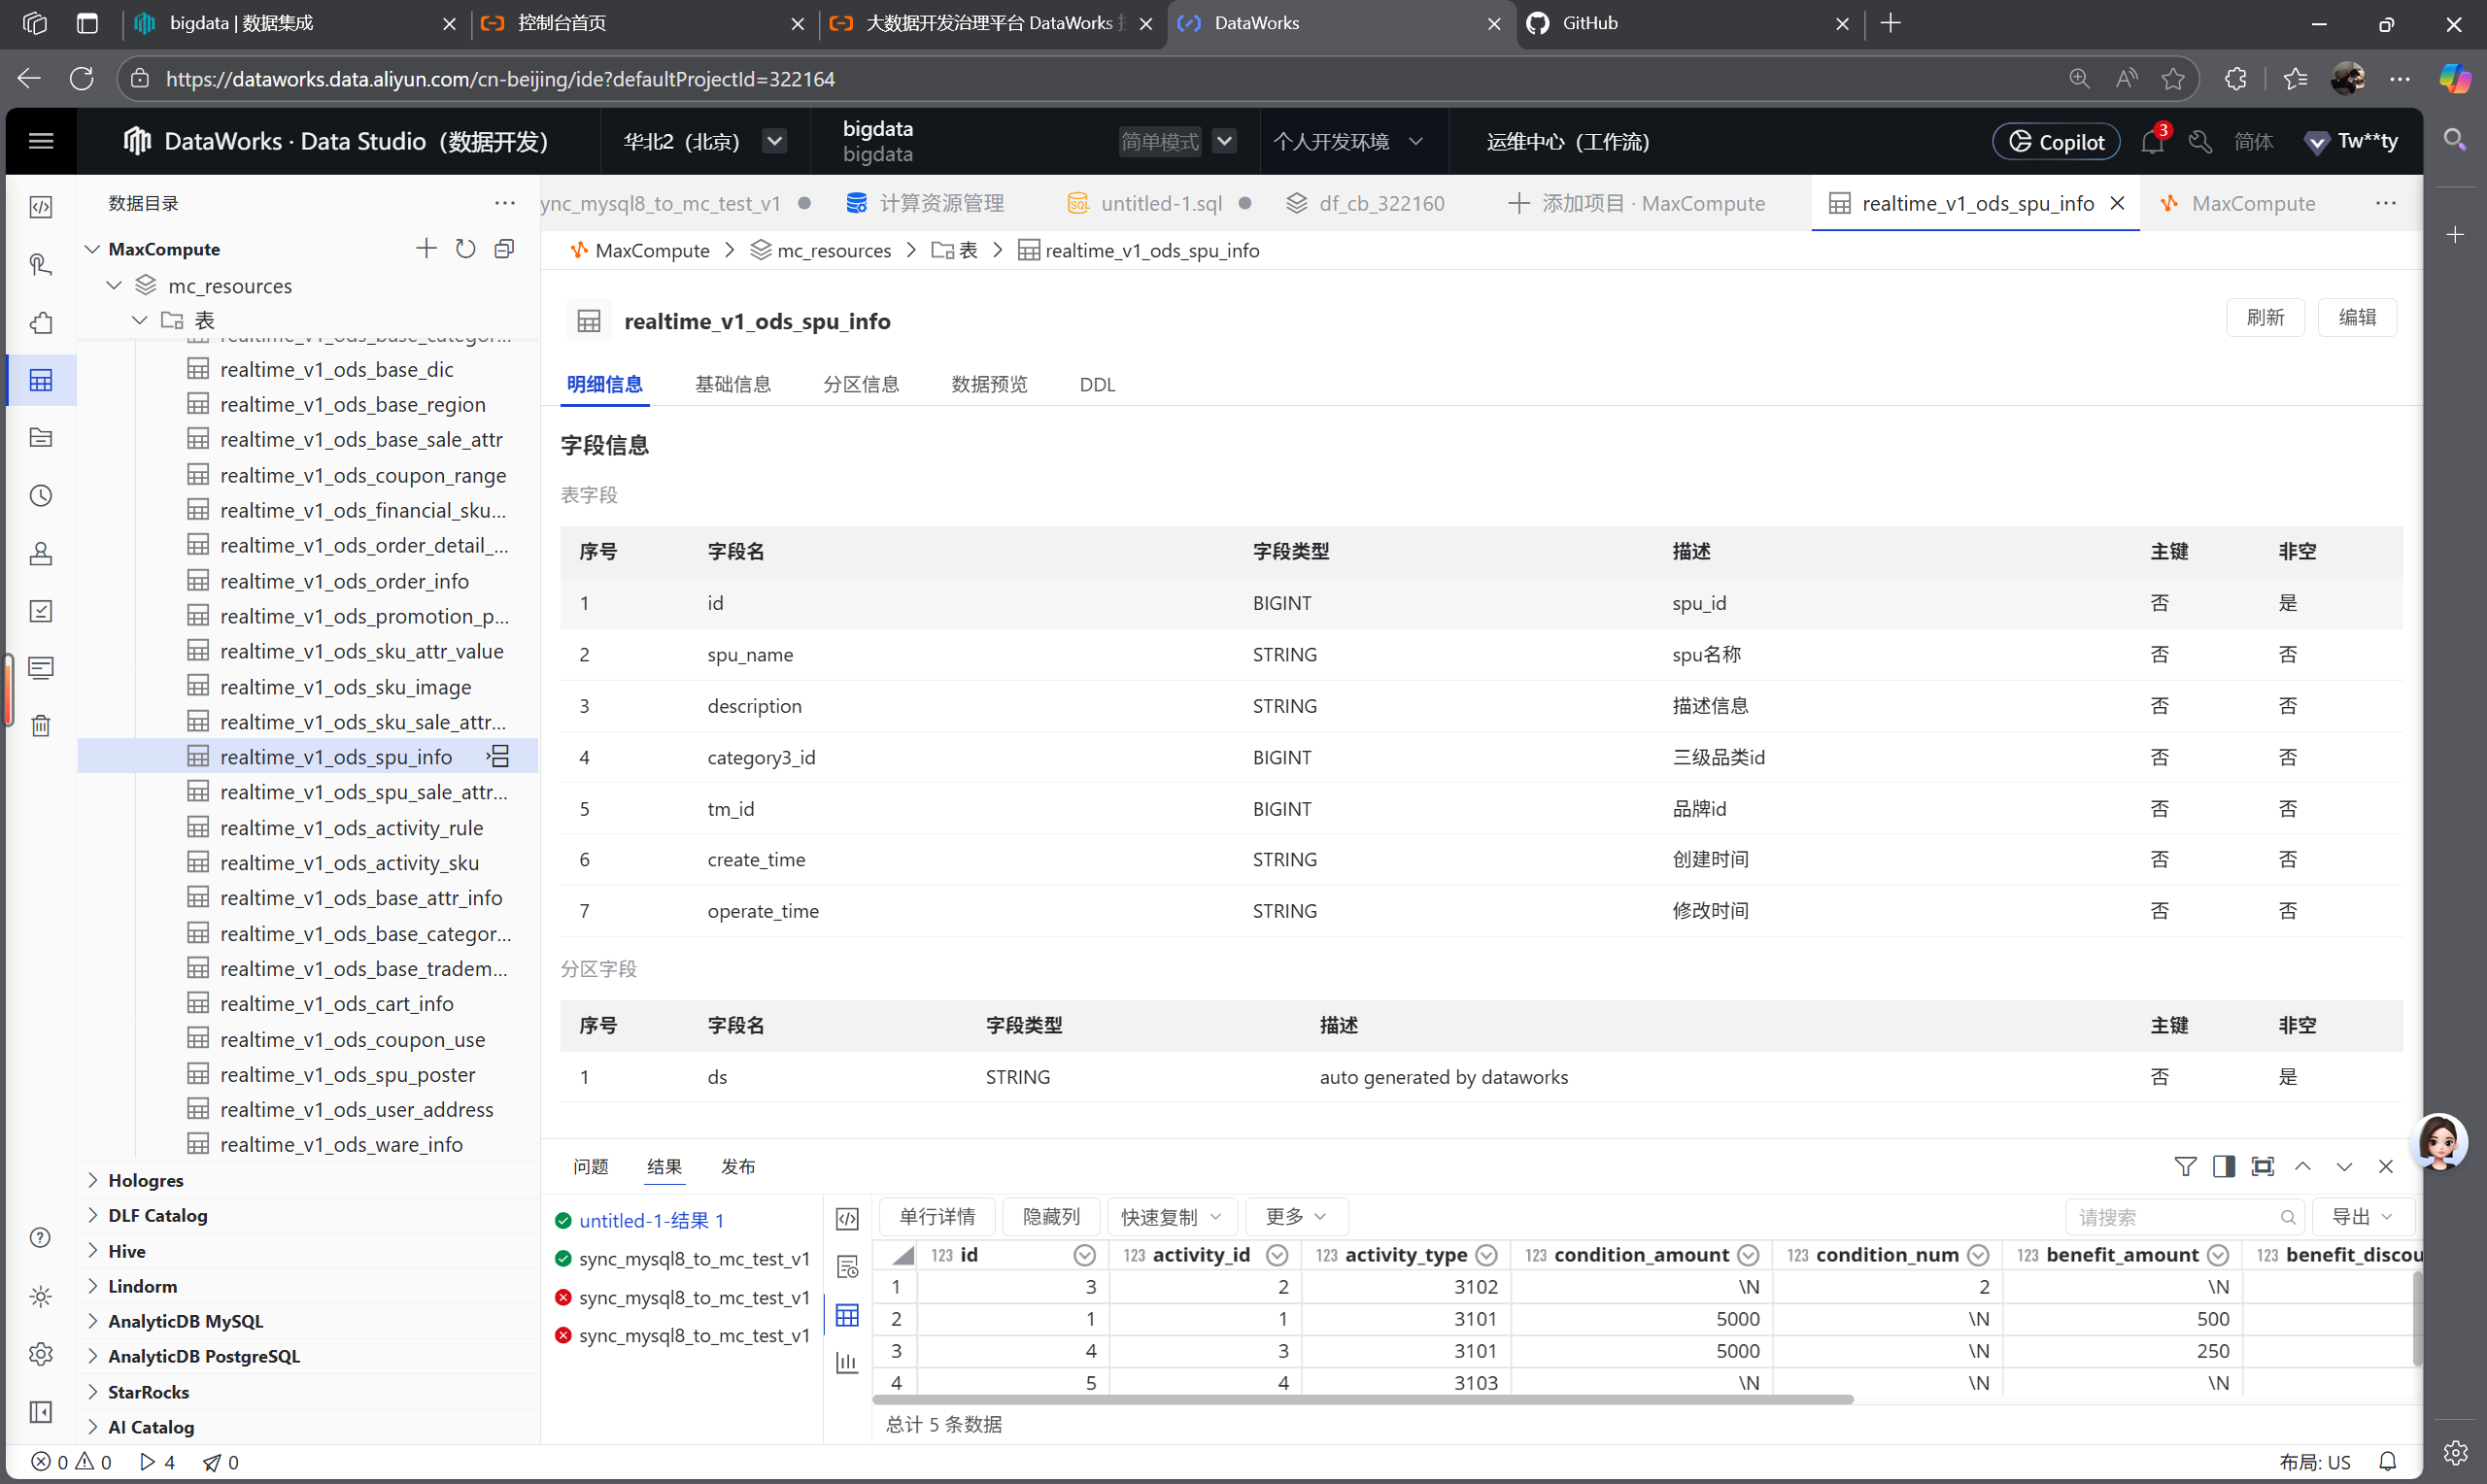 bigdata | 数据集成
控制台首页
大数据开发治理平台 DataWorks
DataWorks
GitHub
https://dataworks.data.aliyun.com/cn-beijing/ide?defaultProjectId=322164
DataWorks · Data Studio（数据开发）
华北2（北京）
bigdata
bigdata
简单模式
个人开发环境
运维中心（工作流）
Copilot
3
简体
Tw**ty
数据目录
ync_mysql8_to_mc_test_v1
计算资源管理
untitled-1.sql
df_cb_322160
添加项目 · MaxCompute
realtime_v1_ods_spu_info
MaxCompute
MaxCompute
mc_resources
表
realtime_v1_ods_base_categor...
realtime_v1_ods_base_dic
realtime_v1_ods_base_region
realtime_v1_ods_base_sale_attr
realtime_v1_ods_coupon_range
realtime_v1_ods_financial_sku...
realtime_v1_ods_order_detail_...
realtime_v1_ods_order_info
realtime_v1_ods_promotion_p...
realtime_v1_ods_sku_attr_value
realtime_v1_ods_sku_image
realtime_v1_ods_sku_sale_attr...
realtime_v1_ods_spu_info
realtime_v1_ods_spu_sale_attr...
realtime_v1_ods_activity_rule
realtime_v1_ods_activity_sku
realtime_v1_ods_base_attr_info
realtime_v1_ods_base_categor...
realtime_v1_ods_base_tradem...
realtime_v1_ods_cart_info
realtime_v1_ods_coupon_use
realtime_v1_ods_spu_poster
realtime_v1_ods_user_address
realtime_v1_ods_ware_info
Hologres
DLF Catalog
Hive
Lindorm
AnalyticDB MySQL
AnalyticDB PostgreSQL
StarRocks
AI Catalog
MaxCompute > mc_resources > 表 > realtime_v1_ods_spu_info
realtime_v1_ods_spu_info
刷新
编辑
明细信息 基础信息 分区信息 数据预览 DDL
字段信息
表字段
序号 字段名 字段类型 描述 主键 非空
1 id BIGINT spu_id 否 是
2 spu_name STRING spu名称 否 否
3 description STRING 描述信息 否 否
4 category3_id BIGINT 三级品类id 否 否
5 tm_id BIGINT 品牌id 否 否
6 create_time STRING 创建时间 否 否
7 operate_time STRING 修改时间 否 否
分区字段
序号 字段名 字段类型 描述 主键 非空
1 ds STRING auto generated by dataworks 否 是
问题 结果 发布
untitled-1-结果 1
sync_mysql8_to_mc_test_v1
sync_mysql8_to_mc_test_v1
sync_mysql8_to_mc_test_v1
单行详情 隐藏列 快速复制 更多
请搜索
导出
123 id 123 activity_id 123 activity_type 123 condition_amount 123 condition_num 123 benefit_amount 123 benefit_discou
1 3 2 3102 \N 2 \N
2 1 1 3101 5000 \N 500
3 4 3 3101 5000 \N 250
4 5 4 3103 \N \N \N
总计 5 条数据
0 0 4 0
布局: US